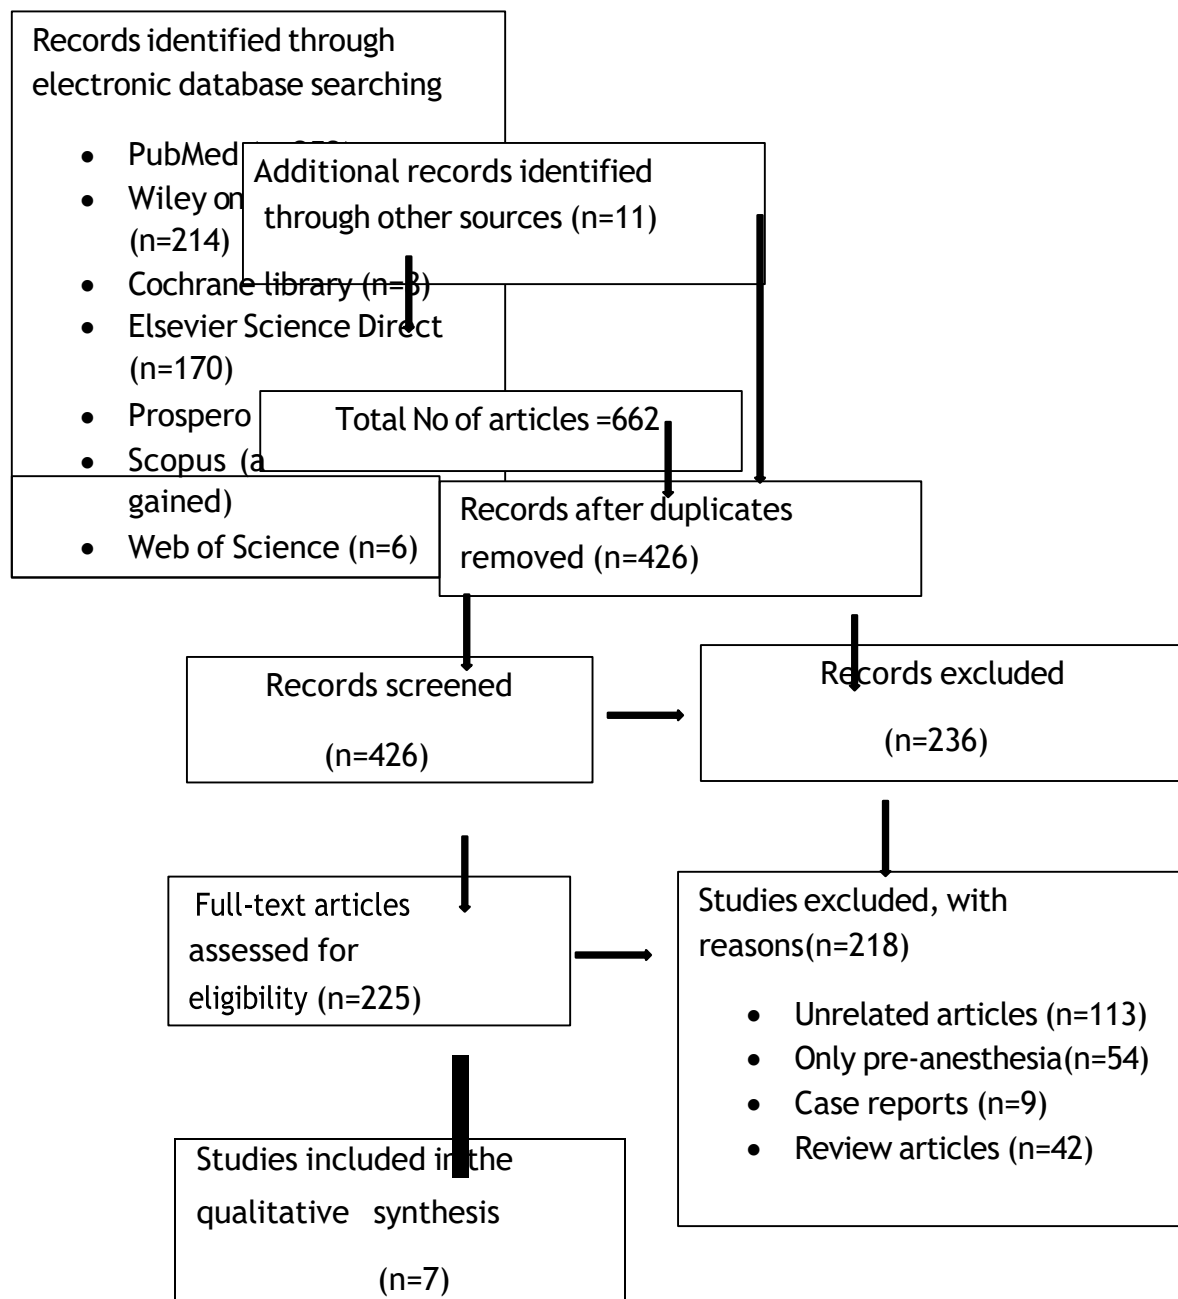 Records identified through
electronic database searching
• PubMed
• Wiley on
(n=214)
• Cochrane library (n=8)
• Elsevier Science Direct
(n=170)
• Prospero
• Scopus (a
gained)
• Web of Science (n=6)
Additional records identified
through other sources (n=11)
Total No of articles =662
Records after duplicates
removed (n=426)
Records screened
(n=426)
Records excluded
(n=236)
Full-text articles
assessed for
eligibility (n=225)
Studies excluded, with
reasons(n=218)
• Unrelated articles (n=113)
• Only pre-anesthesia(n=54)
• Case reports (n=9)
• Review articles (n=42)
Studies included in the
qualitative synthesis
(n=7)